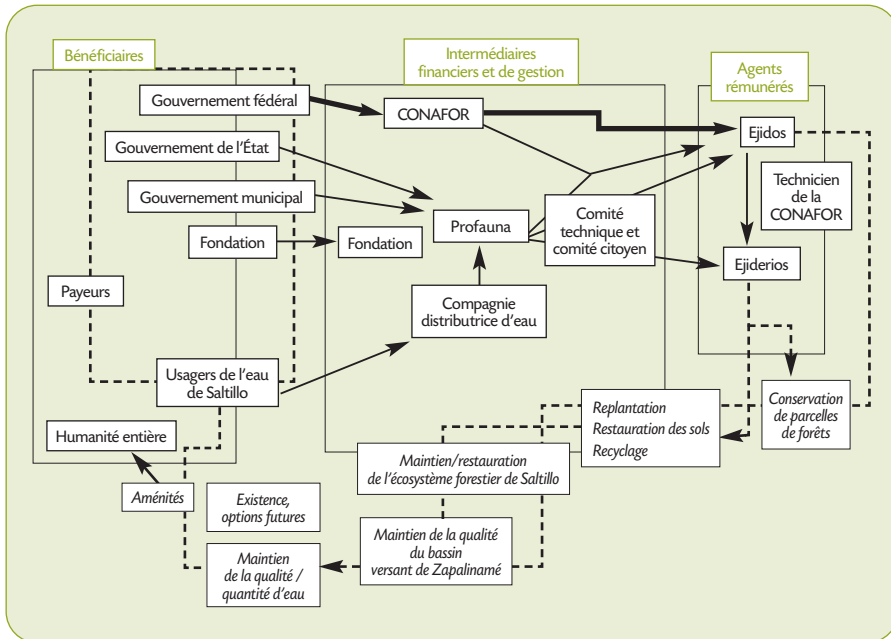 Bénéficiaires
Intermédiaires
financiers et de gestion
Agents
rémunérés
Gouvernement fédéral
CONAFOR
Ejidos
Gouvernement de l'État
Technicien
de la
CONAFOR
Gouvernement municipal
Comité
technique et
comité citoyen
Profauna
Fondation
Fondation
Ejiderios
Payeurs
Compagnie
distributrice d'eau
Usagers de l'eau
de Saltillo
Replantation
Restauration des sols
Recyclage
Conservation
de parcelles
de forêts
Humanité entière
Maintien/restauration
de l'écosystème forestier de Saltillo
Aménités
Existence,
options futures
Maintien de la qualité
du bassin
versant de Zapalinamé
Maintien
de la qualité /
quantité d'eau